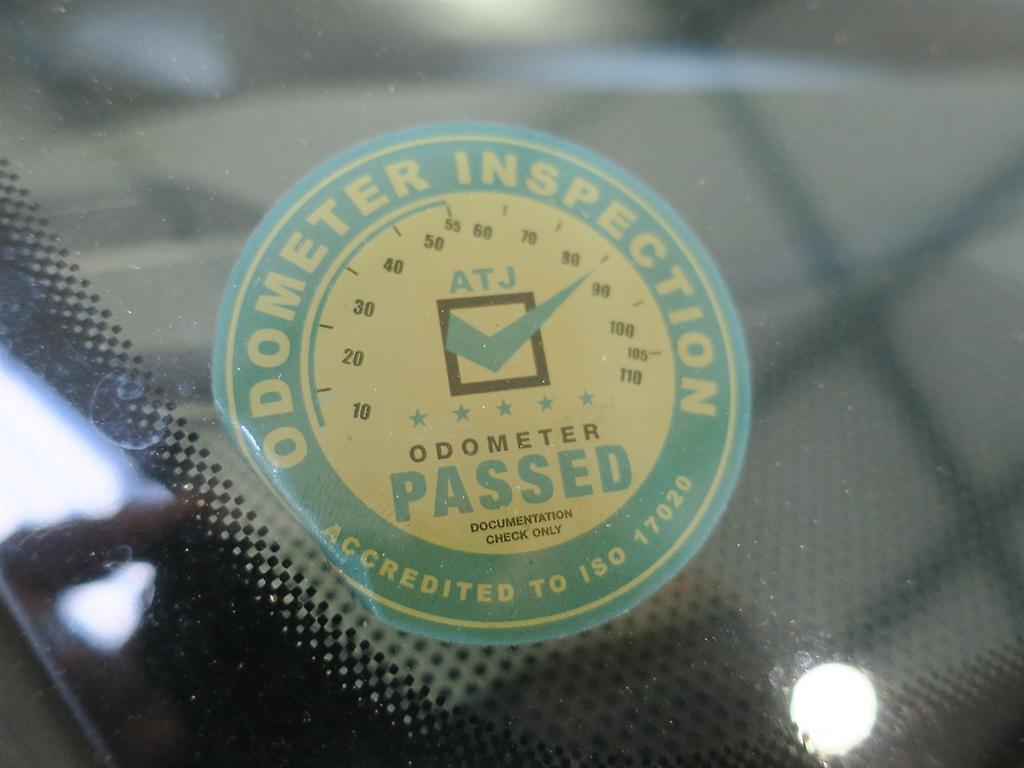 ODOMETER INSPECTION
10
20
30
40
50
55
60
70
80
90
100
105
110
ATJ
ODOMETER
PASSED
DOCUMENTATION
CHECK ONLY
ACCREDITED TO ISO 17020